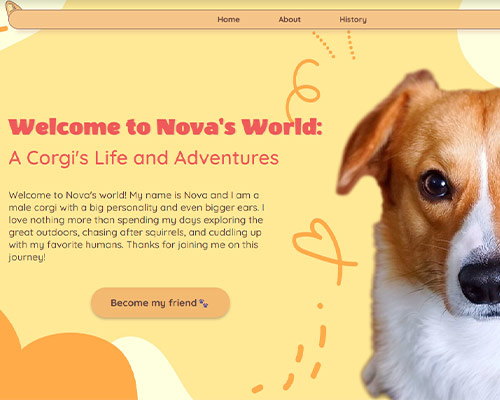 Home About History
Welcome to Nova's World:
A Corgi's Life and Adventures
Welcome to Nova's world! My name is Nova and I am a
male corgi with a big personality and even bigger ears. I
love nothing more than spending my days exploring the
great outdoors, chasing after squirrels, and cuddling up
with my favorite humans. Thanks for joining me on this
journey!
Become my friend🐾